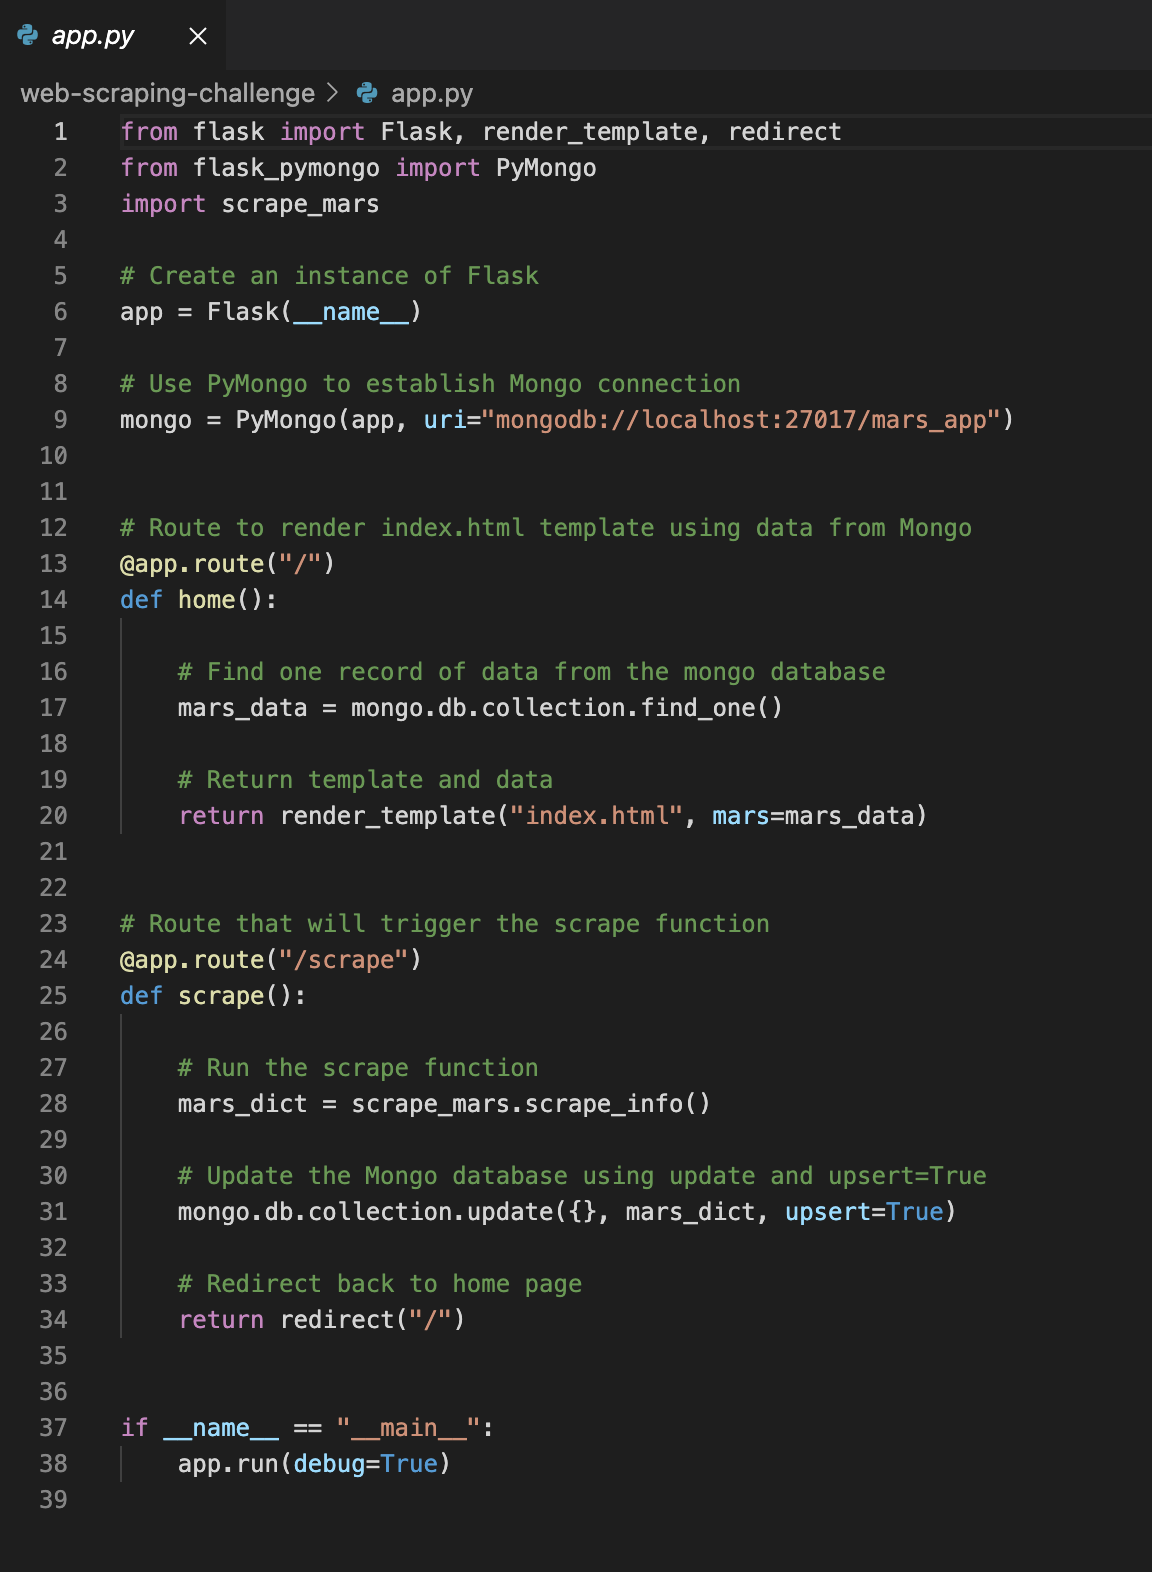 app.py
web-scraping-challenge > app.py
1 from flask import Flask, render_template, redirect
2 from flask_pymongo import PyMongo
3 import scrape_mars
4
5 # Create an instance of Flask
6 app = Flask(__name__)
7
8 # Use PyMongo to establish Mongo connection
9 mongo = PyMongo(app, uri="mongodb://localhost:27017/mars_app")
10
11
12 # Route to render index.html template using data from Mongo
13 @app.route("/")
14 def home():
15
16     # Find one record of data from the mongo database
17     mars_data = mongo.db.collection.find_one()
18
19     # Return template and data
20     return render_template("index.html", mars=mars_data)
21
22
23 # Route that will trigger the scrape function
24 @app.route("/scrape")
25 def scrape():
26
27     # Run the scrape function
28     mars_dict = scrape_mars.scrape_info()
29
30     # Update the Mongo database using update and upsert=True
31     mongo.db.collection.update({}, mars_dict, upsert=True)
32
33     # Redirect back to home page
34     return redirect("/")
35
36
37 if __name__ == "__main__":
38     app.run(debug=True)
39